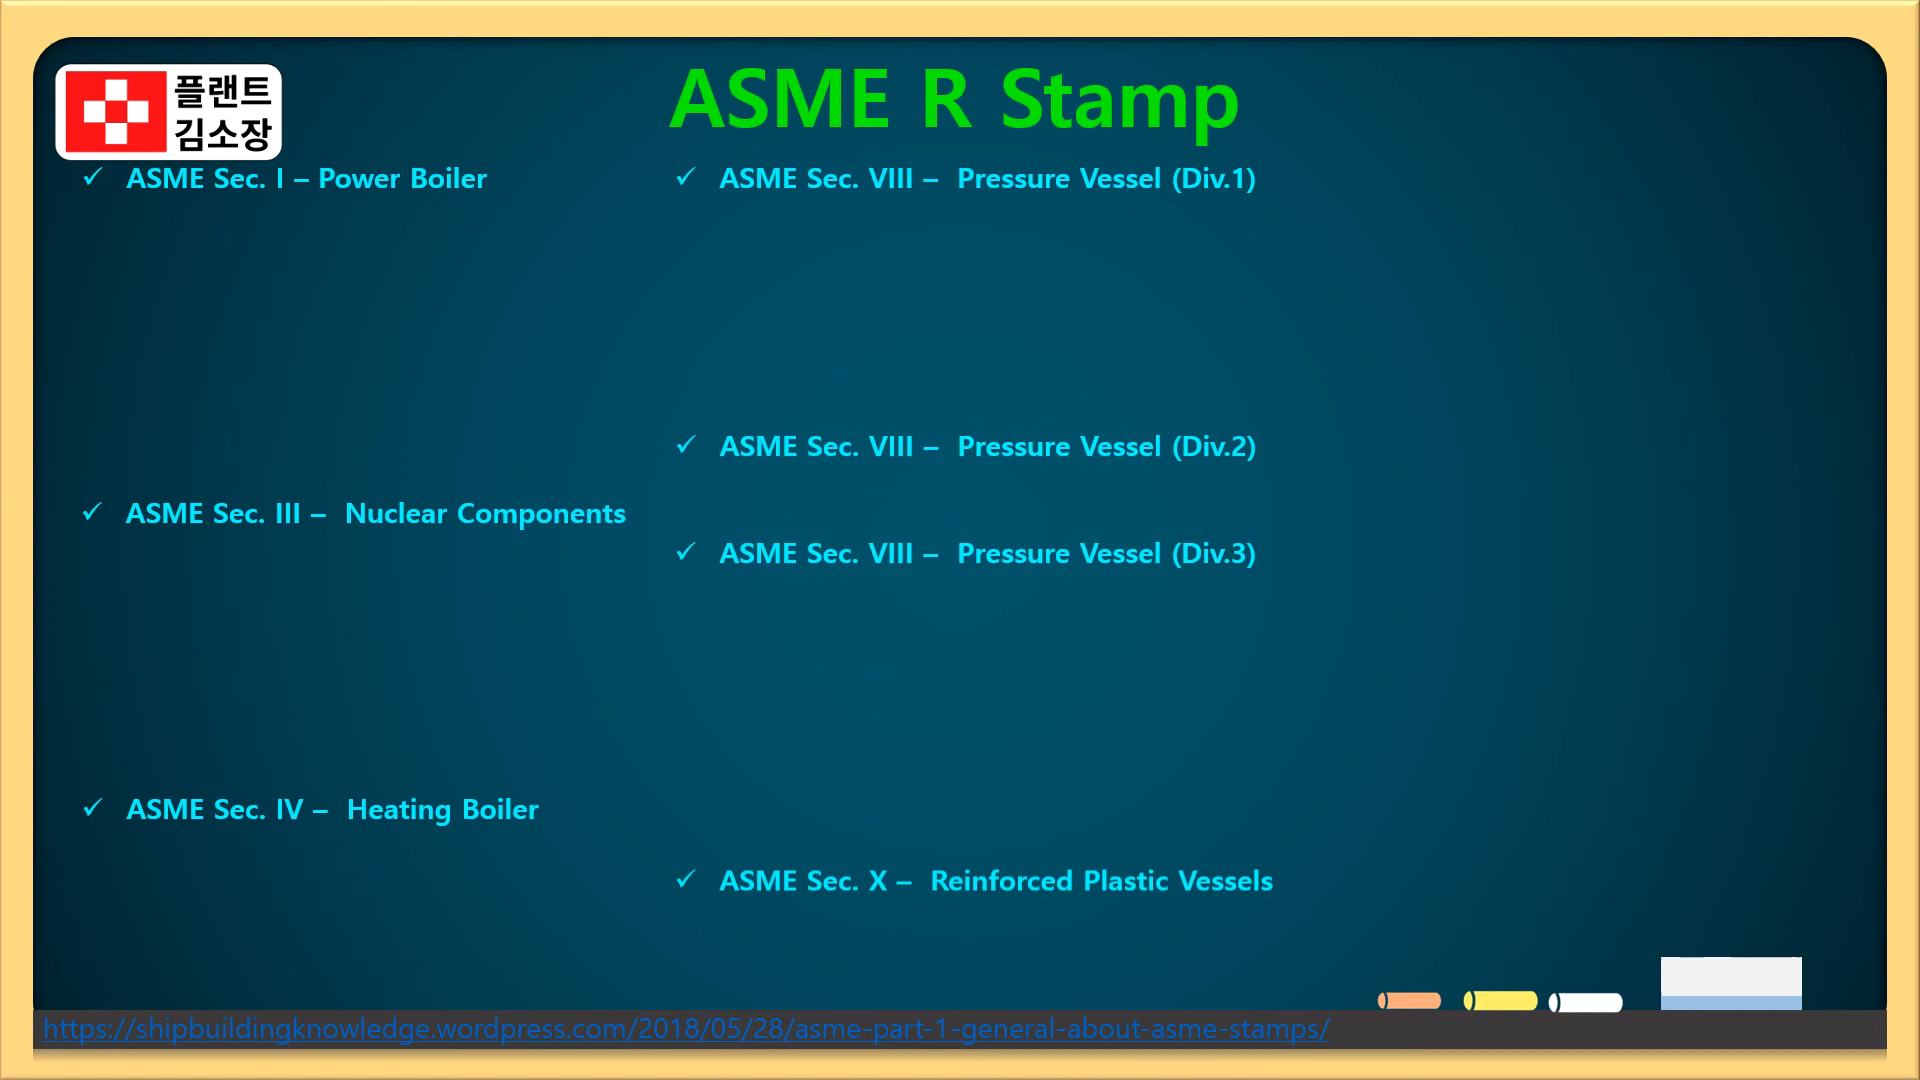 플랜트
김소장
ASME R Stamp
✓ ASME Sec. I – Power Boiler
✓ ASME Sec. III – Nuclear Components
✓ ASME Sec. IV – Heating Boiler
✓ ASME Sec. VIII – Pressure Vessel (Div.1)
✓ ASME Sec. VIII – Pressure Vessel (Div.2)
✓ ASME Sec. VIII – Pressure Vessel (Div.3)
✓ ASME Sec. X – Reinforced Plastic Vessels
https://shipbuildingknowledge.wordpress.com/2018/05/28/asme-part-1-general-about-asme-stamps/